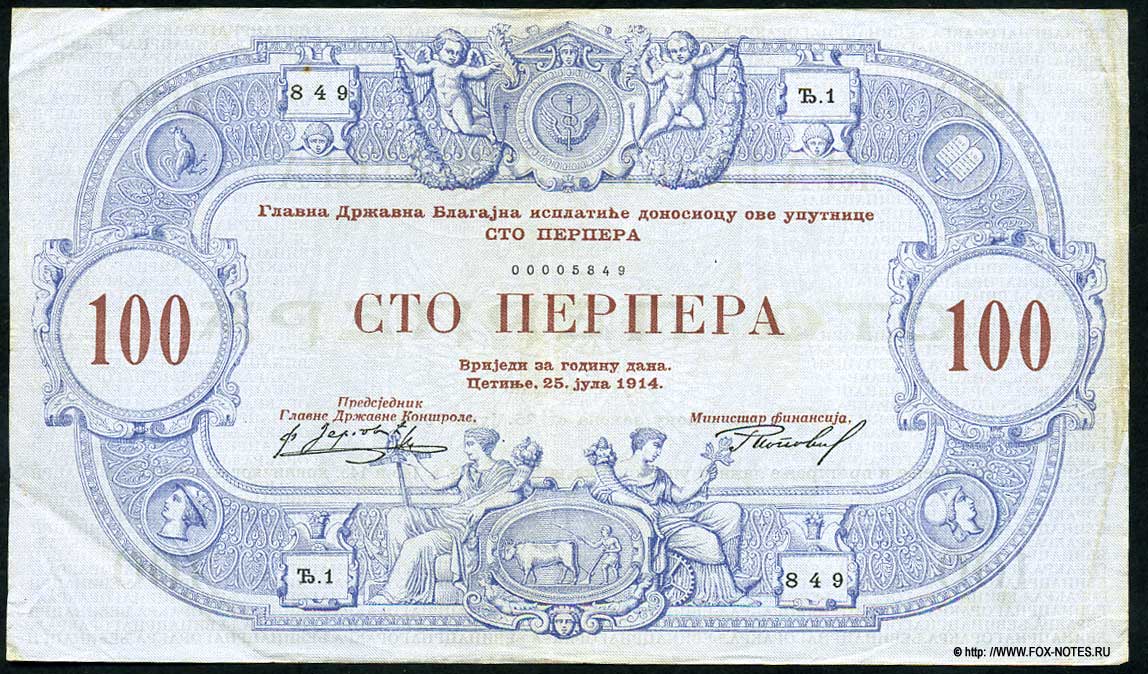 849
Ђ.1
Главна Државна Благајна исплатиће доносиоцу ове упутнице
СТО ПЕРПЕРА
00005849
СТО ПЕРПЕРА
100
100
Вриједи за годину дана.
Цетиње, 25. јула 1914.
Предсједник
Главне Државне Контроле,
Министар финансија,
Ђ.1
849
© http://WWW.FOX-NOTES.RU